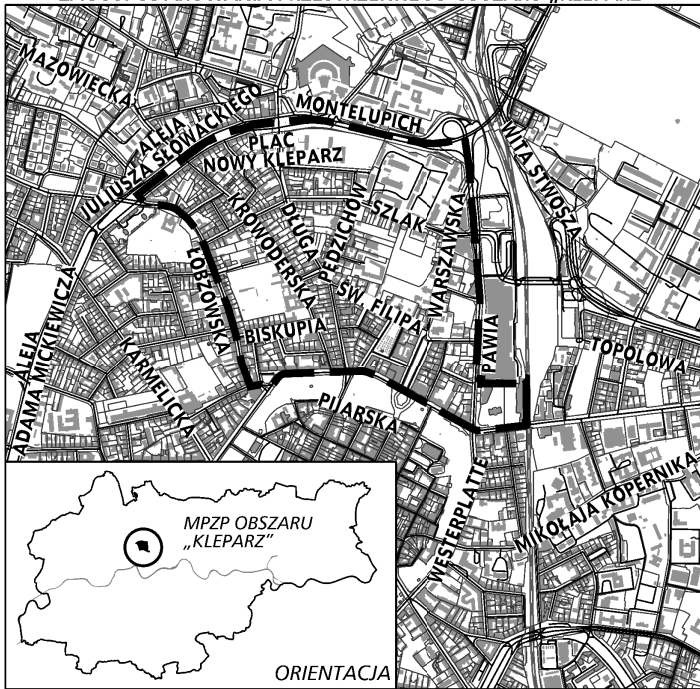 MAZOWIECKA
ALEJA
JULIUSZA SŁOWACKIEGO
MONTELUPICH
PLAC
NOWY KLEPARZ
WITA STWOSZA
KROWODERSKA
DŁUGA
PĘDZICHÓW
SZLAK
WARSZAWSKA
ŁOBZOWSKA
ŚW. FILIPA
BISKUPIA
PAWIA
TOPOLOWA
ALEJA
ADAMA MICKIEWICZA
KARMELICKA
PIJARSKA
WESTERPLATTE
MIKOŁAJA KOPERNIKA
MPZP OBSZARU
„KLEPARZ”
ORIENTACJA